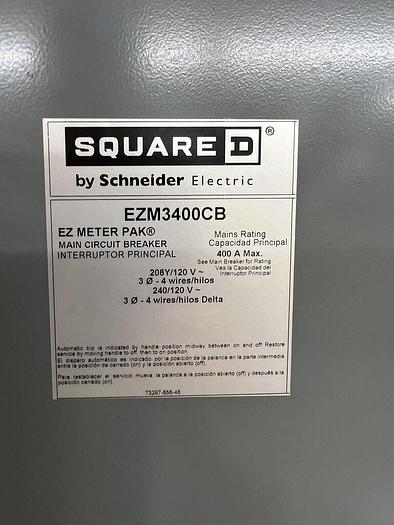 SQUARE D ®
by Schneider Electric
EZM3400CB
EZ METER PAK®
MAIN CIRCUIT BREAKER
INTERRUPTOR PRINCIPAL
Mains Rating
Capacidad Principal
400 A Max.
See Main Breaker for Rating
Vea la Capacidad del
Interruptor Principal
208Y/120 V ~
3 Ø - 4 wires/hilos
240/120 V ~
3 Ø - 4 wires/hilos Delta
Automatic trip is indicated by handle position midway between on and off. Restore
service by moving handle to off, then to on position.
El disparo automático es indicado por la posición de la palanca en la parte intermedia
entre la posición de cerrado (on) y la posición abierto (off).
Para restablecer el servicio mueva la palanca a la posición abierto (off) y después a la
posición cerrado (on).
73297-856-48